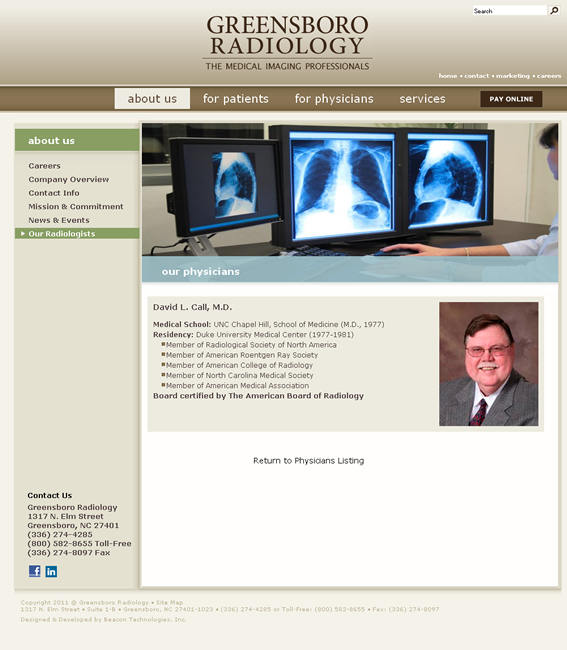 Search
GREENSBORO
RADIOLOGY
THE MEDICAL IMAGING PROFESSIONALS
home • contact • marketing • careers
about us for patients for physicians services PAY ONLINE
about us
Careers
Company Overview
Contact Info
Mission & Commitment
News & Events
Our Radiologists
our physicians
David L. Call, M.D.
Medical School: UNC Chapel Hill, School of Medicine (M.D., 1977)
Residency: Duke University Medical Center (1977-1981)
Member of Radiological Society of North America
Member of American Roentgen Ray Society
Member of American College of Radiology
Member of North Carolina Medical Society
Member of American Medical Association
Board certified by The American Board of Radiology
Return to Physicians Listing
Contact Us
Greensboro Radiology
1317 N. Elm Street
Greensboro, NC 27401
(336) 274-4285
(800) 582-8655 Toll-Free
(336) 274-8097 Fax
Copyright 2011 @ Greensboro Radiology • Site Map
1317 N. Elm Street • Suite 1-B • Greensboro, NC 27401-1023 • (336) 274-4285 or Toll-Free: (800) 582-8655 • Fax: (336) 274-8097
Designed & Developed by Beacon Technologies, Inc.